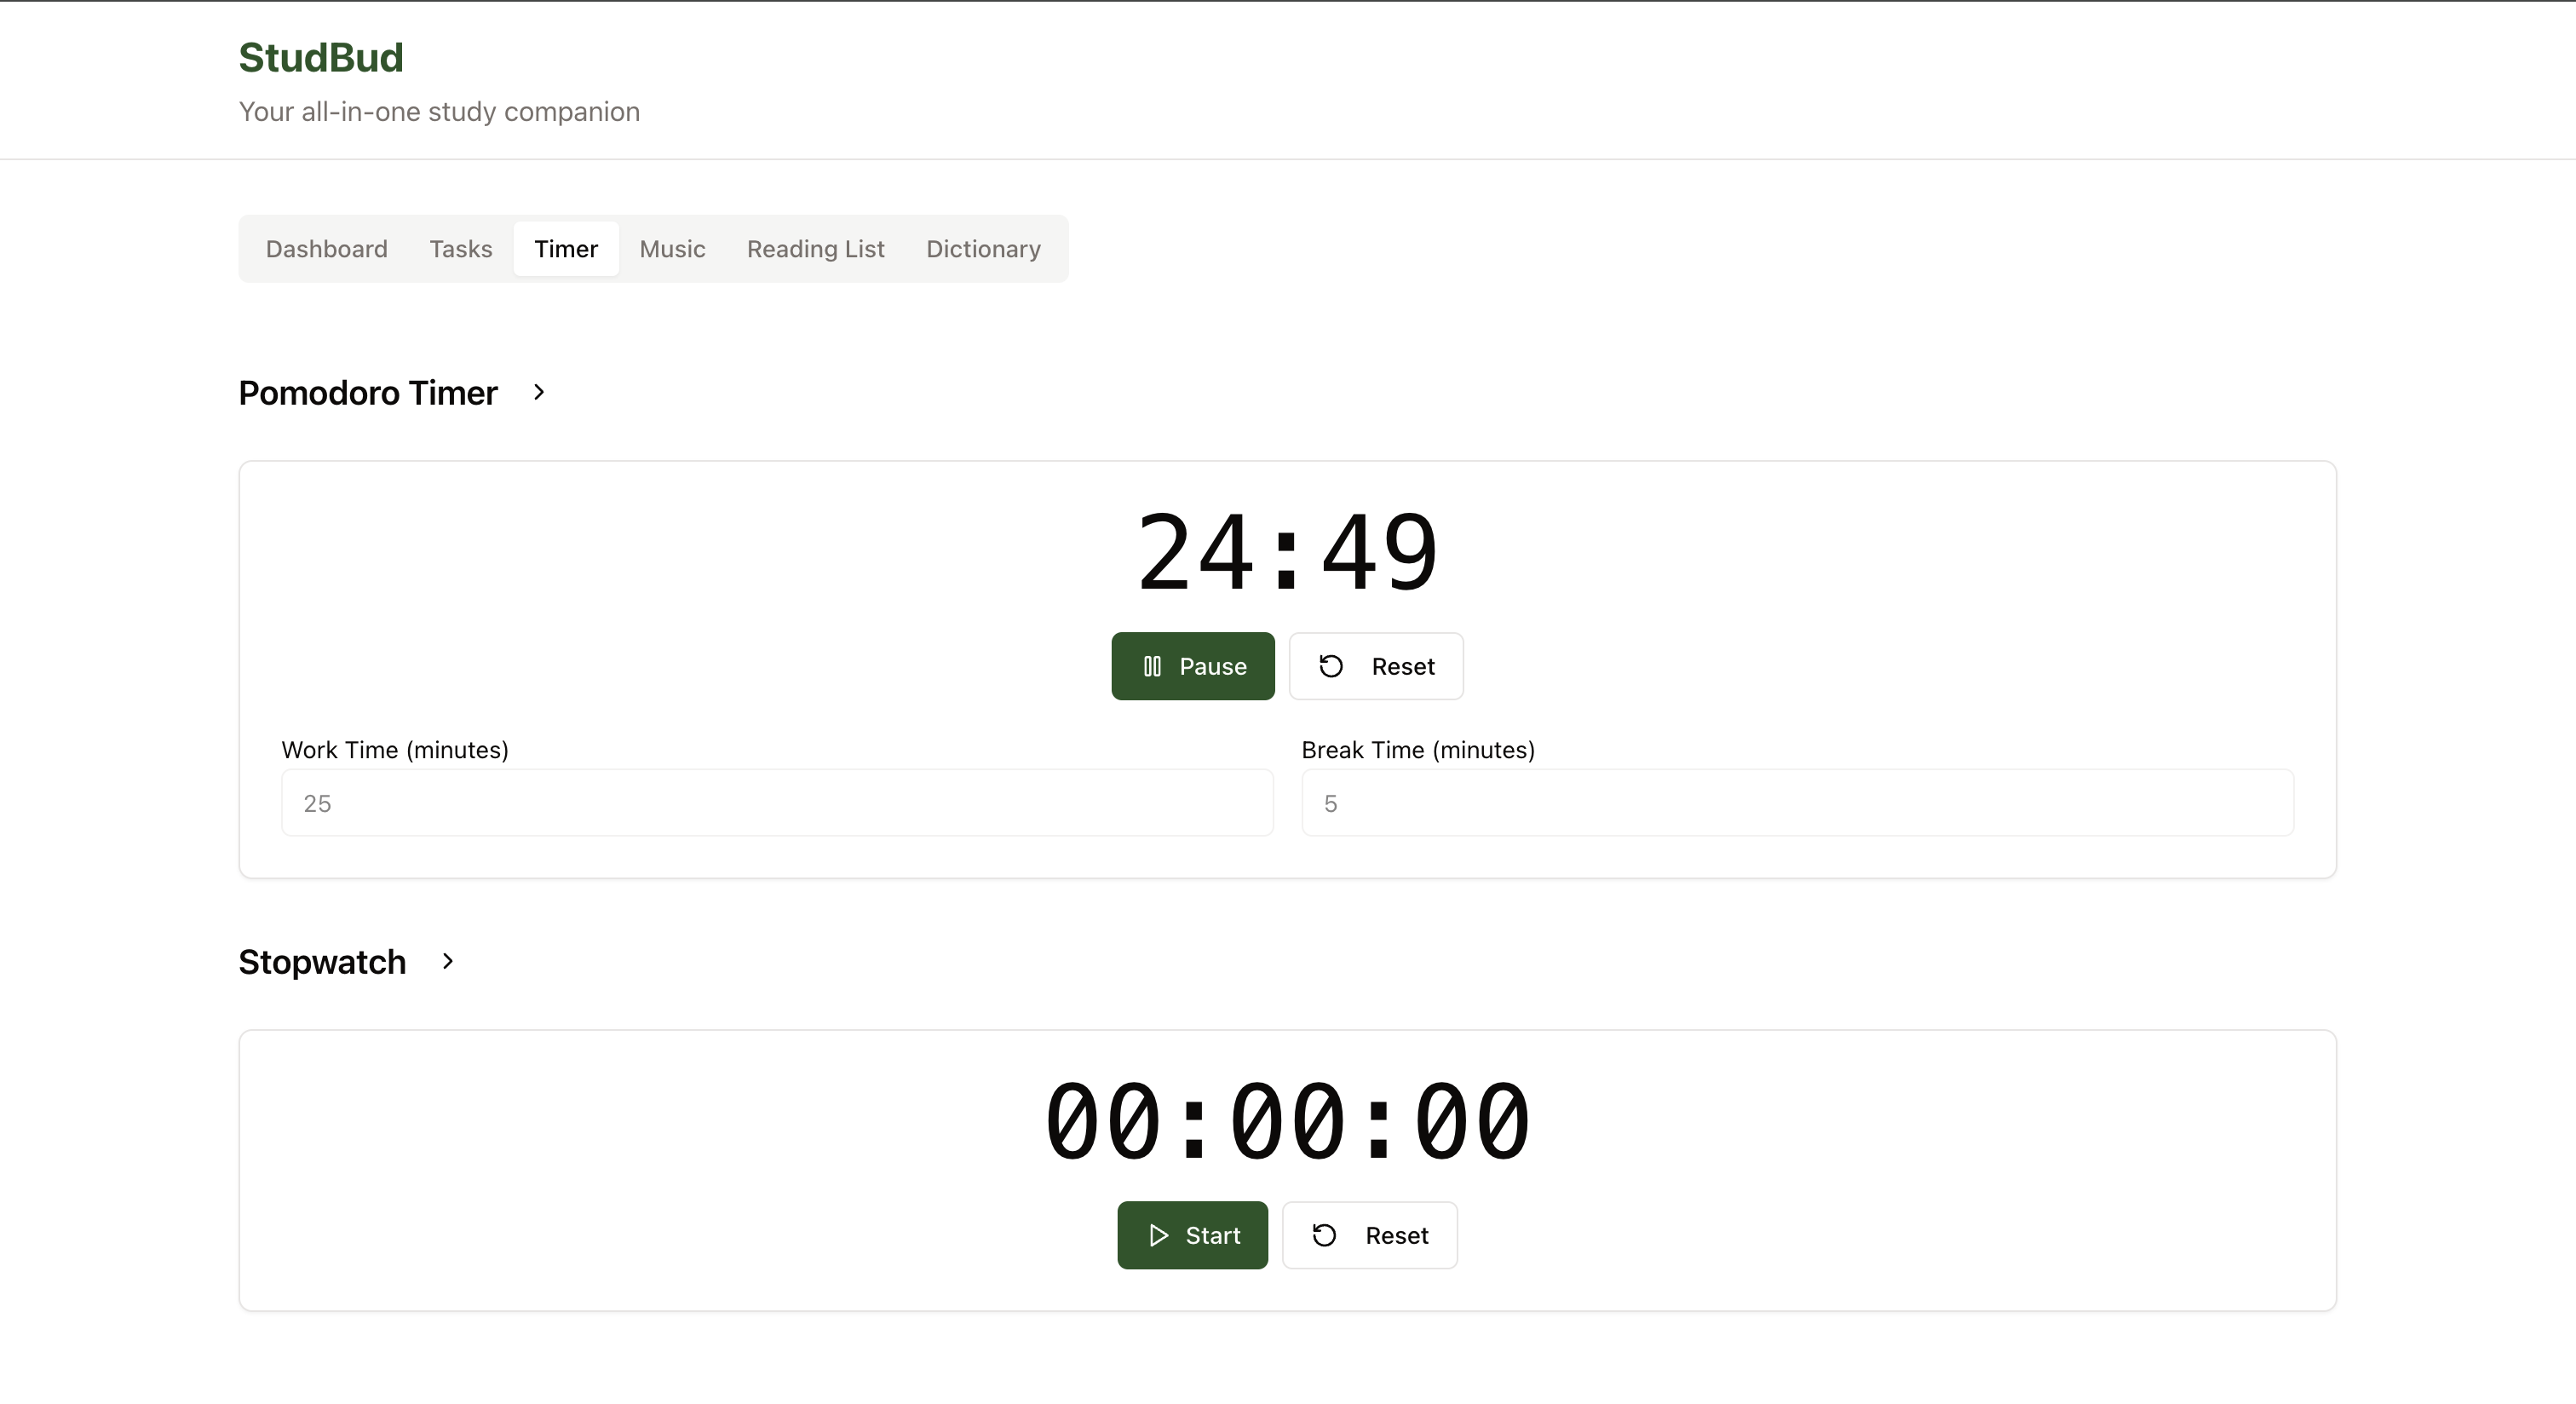 StudBud
Your all-in-one study companion
Dashboard Tasks Timer Music Reading List Dictionary
Pomodoro Timer
24:49
Pause Reset
Work Time (minutes) Break Time (minutes)
25 5
Stopwatch
00:00:00
Start Reset